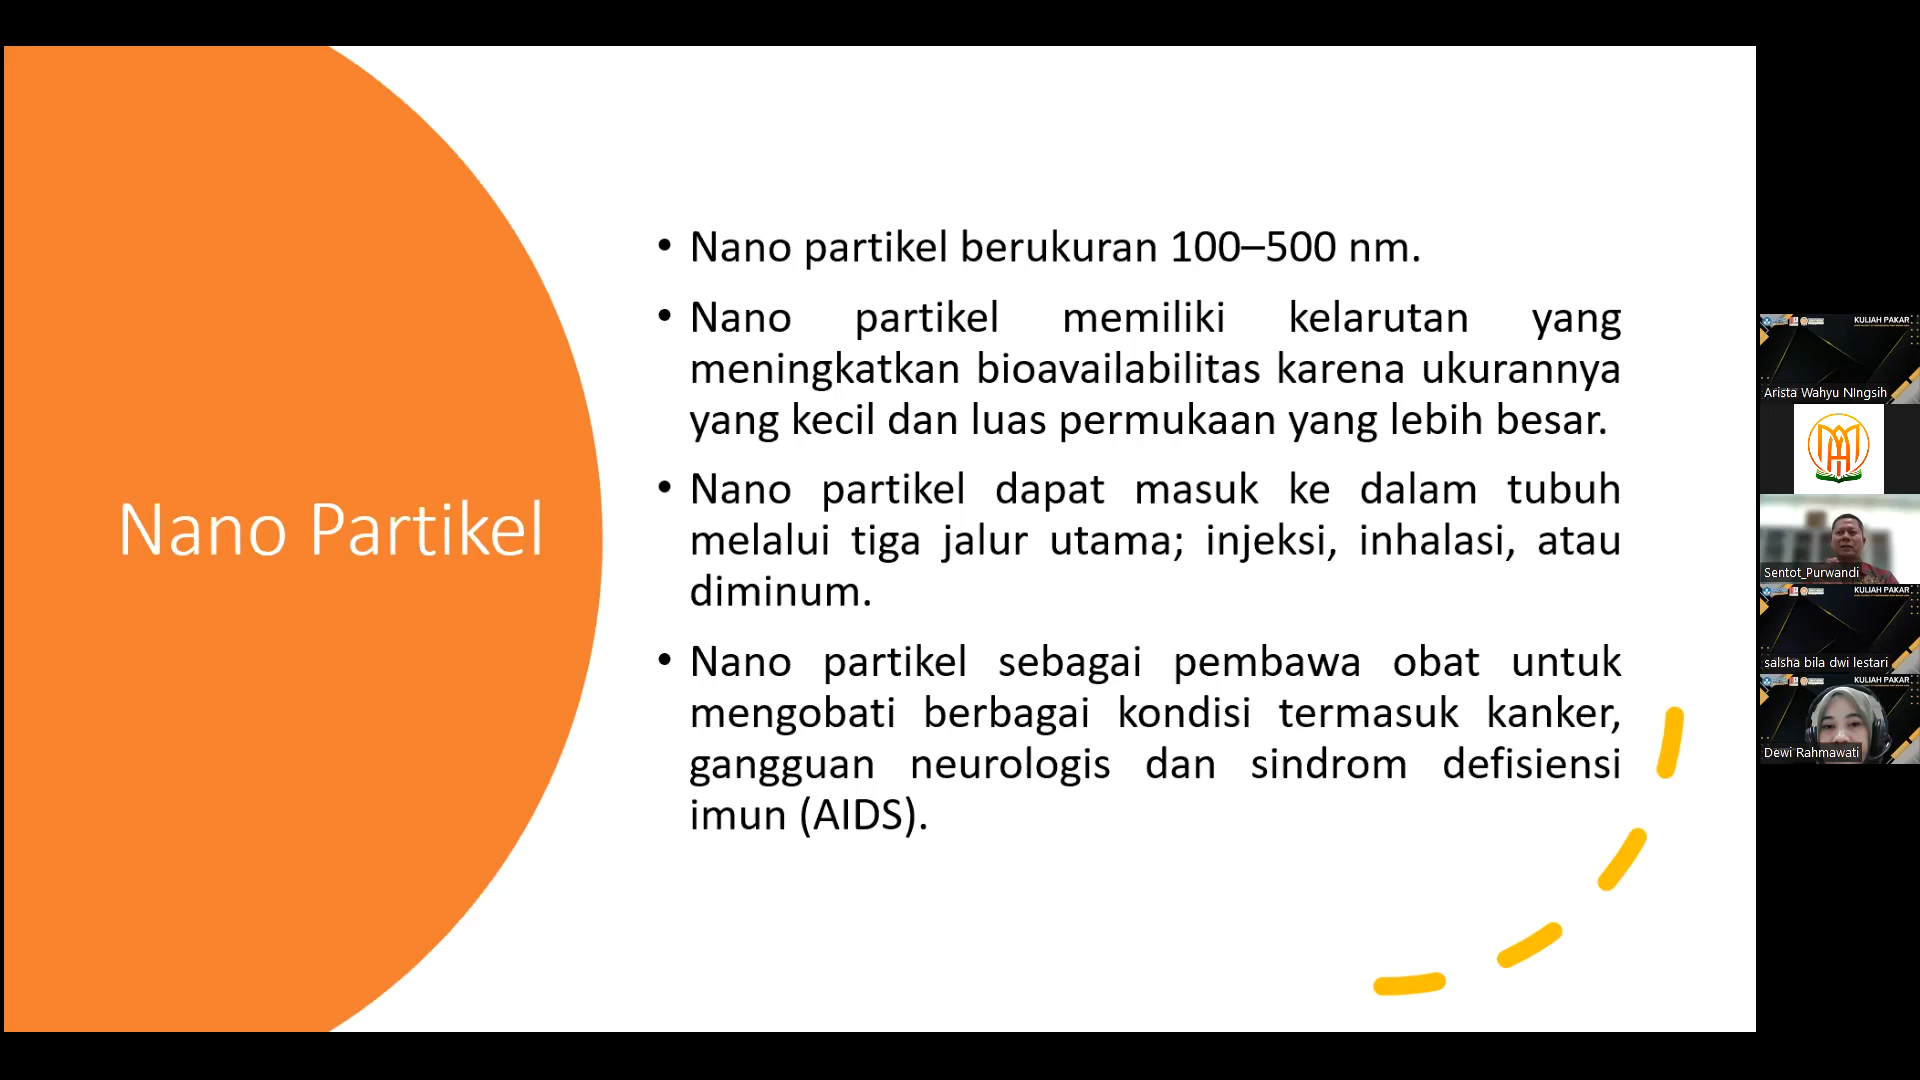 Nano Partikel
• Nano partikel berukuran 100–500 nm.
• Nano partikel memiliki kelarutan yang
meningkatkan bioavailabilitas karena ukurannya
yang kecil dan luas permukaan yang lebih besar.
• Nano partikel dapat masuk ke dalam tubuh
melalui tiga jalur utama; injeksi, inhalasi, atau
diminum.
• Nano partikel sebagai pembawa obat untuk
mengobati berbagai kondisi termasuk kanker,
gangguan neurologis dan sindrom defisiensi
imun (AIDS).
KULIAH PAKAR
Arista Wahyu NIngsih
Sentot_Purwandi
KULIAH PAKAR
salsha bila dwi lestari
KULIAH PAKAR
Dewi Rahmawati